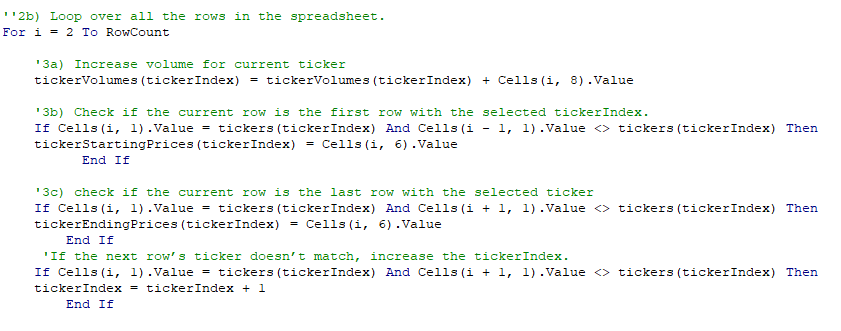 ''2b) Loop over all the rows in the spreadsheet.
For i = 2 To RowCount
'3a) Increase volume for current ticker
tickerVolumes(tickerIndex) = tickerVolumes(tickerIndex) + Cells(i, 8).Value
'3b) Check if the current row is the first row with the selected tickerIndex.
If Cells(i, 1).Value = tickers(tickerIndex) And Cells(i - 1, 1).Value <> tickers(tickerIndex) Then
tickerStartingPrices(tickerIndex) = Cells(i, 6).Value
End If
'3c) check if the current row is the last row with the selected ticker
If Cells(i, 1).Value = tickers(tickerIndex) And Cells(i + 1, 1).Value <> tickers(tickerIndex) Then
tickerEndingPrices(tickerIndex) = Cells(i, 6).Value
End If
'If the next row’s ticker doesn’t match, increase the tickerIndex.
If Cells(i, 1).Value = tickers(tickerIndex) And Cells(i + 1, 1).Value <> tickers(tickerIndex) Then
tickerIndex = tickerIndex + 1
End If